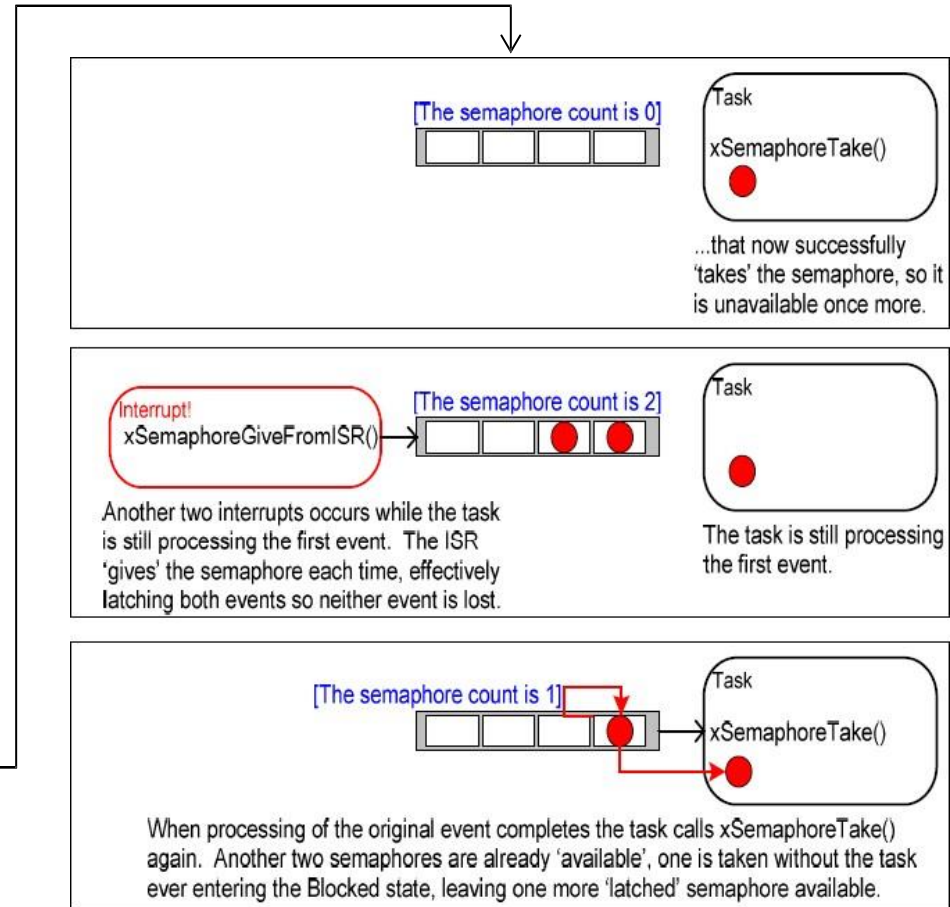 [The semaphore count is 0]
Task
xSemaphoreTake()
...that now successfully
'takes' the semaphore, so it
is unavailable once more.
Interrupt!
xSemaphoreGiveFromISR()
[The semaphore count is 2]
Task
Another two interrupts occurs while the task
is still processing the first event. The ISR
'gives' the semaphore each time, effectively
latching both events so neither event is lost.
The task is still processing
the first event.
[The semaphore count is 1]
Task
xSemaphoreTake()
When processing of the original event completes the task calls xSemaphoreTake()
again. Another two semaphores are already 'available', one is taken without the task
ever entering the Blocked state, leaving one more 'latched' semaphore available.